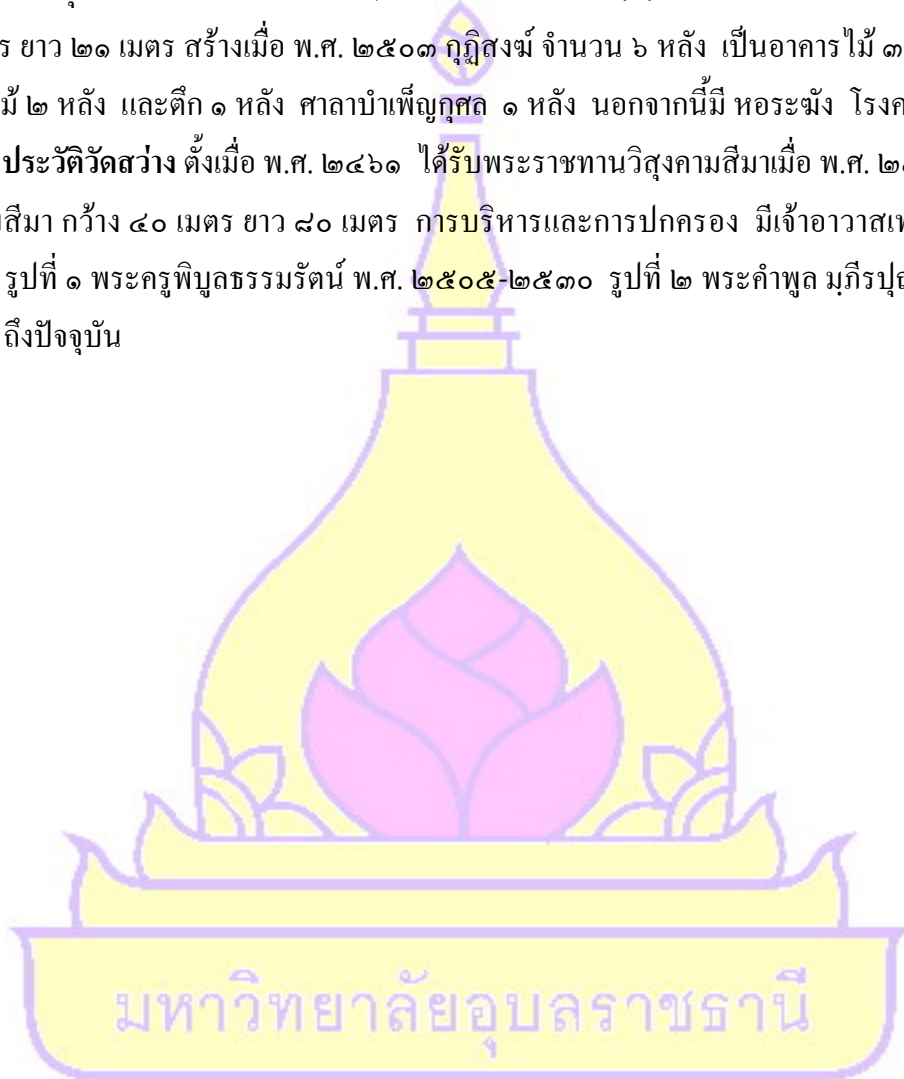 ร ยาว ๒๑ เมตร สร้างเมื่อ พ.ศ. ๒๕๐๓ กุฏิสงฆ์ จำนวน ๖ หลัง เป็นอาคารไม้ ๓
ม้ ๒ หลัง และตึก ๑ หลัง ศาลาบำเพ็ญกุศล ๑ หลัง นอกจากนี้มี หอระฆัง โรงค
ประวัติวัดสว่าง ตั้งเมื่อ พ.ศ. ๒๔๖๑ ได้รับพระราชทานวิสุงคามสีมาเมื่อ พ.ศ.
สีมา กว้าง ๔๐ เมตร ยาว ๘๐ เมตร การบริหารและการปกครอง มีเจ้าอาวาส
รูปที่ ๑ พระครูพิบูลธรรมรัตน์ พ.ศ. ๒๕๐๕-๒๕๓๐ รูปที่ ๒ พระคำพูล
ถึงปัจจุบัน
มหาวิทยาลัยอุบลราชธานี